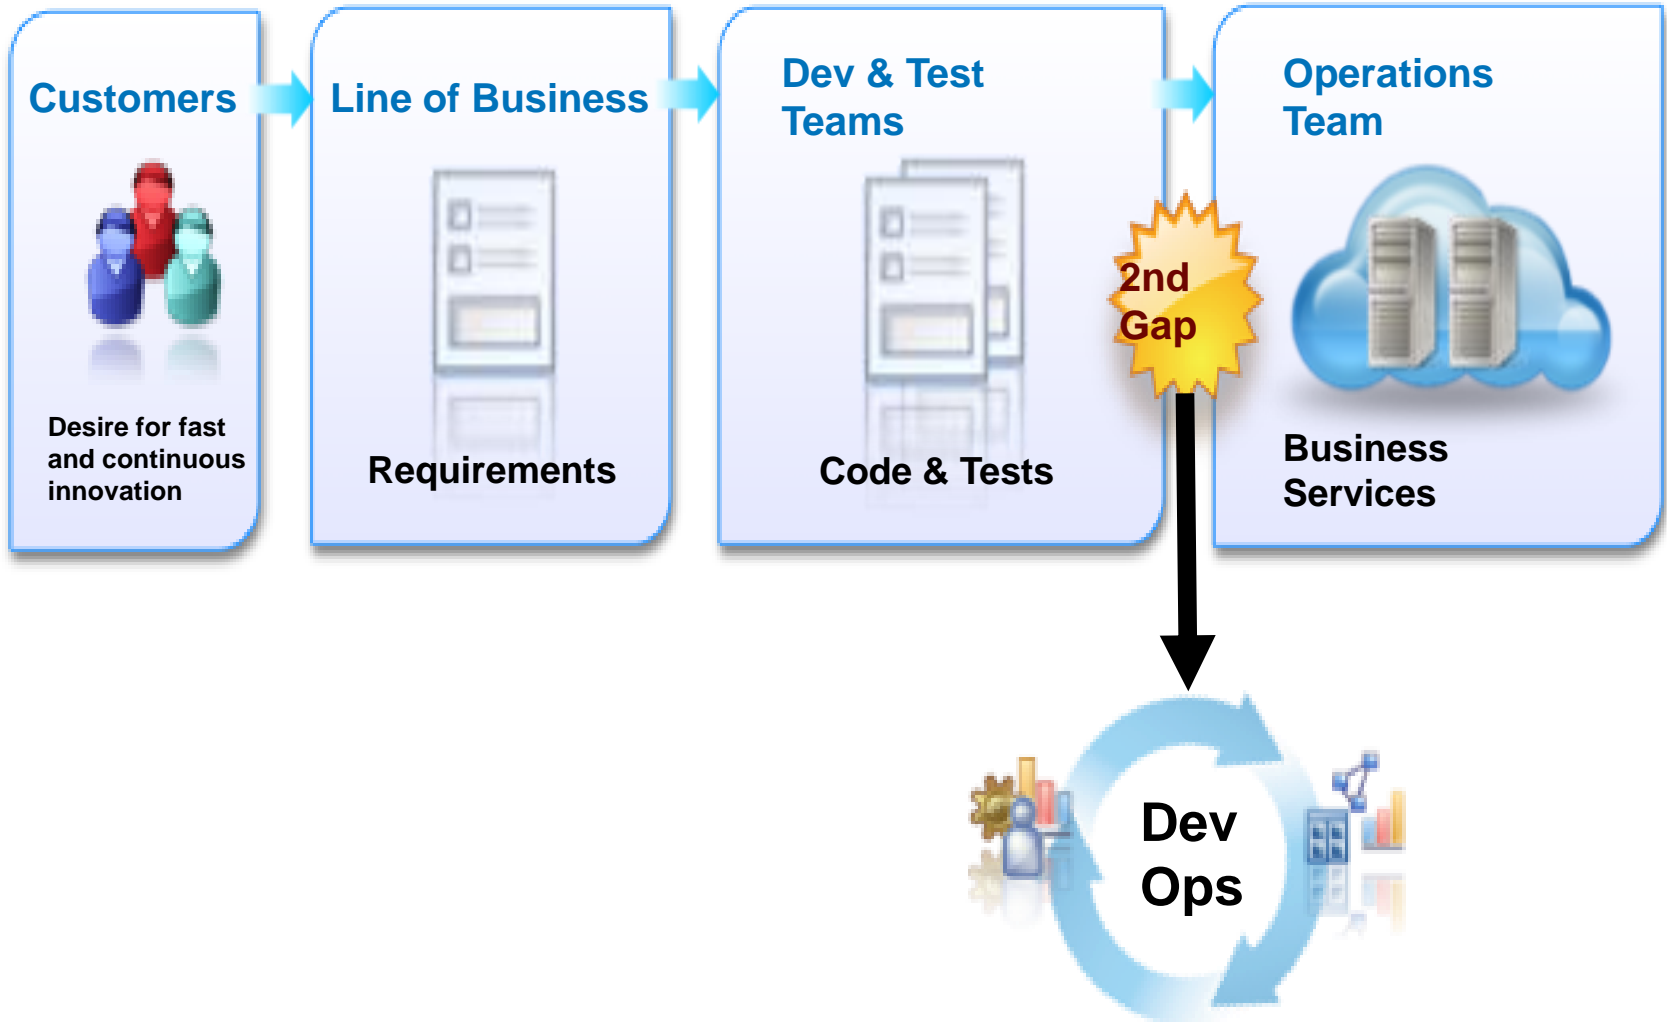 Customers
Desire for fast
and continuous
innovation
Line of Business
Requirements
Dev & Test
Teams
Code & Tests
2nd
Gap
Operations
Team
Business
Services
Dev
Ops